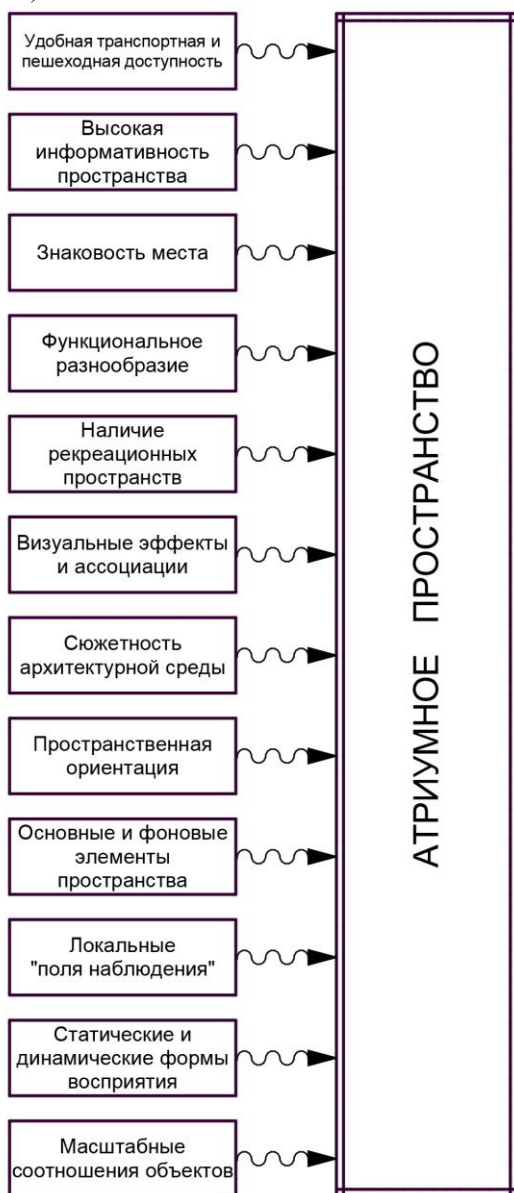 Удобная транспортная и
пешеходная доступность
Высокая
информативность
пространства
Знаковость места
Функциональное
разнообразие
Наличие
рекреационных
пространств
Визуальные эффекты
и ассоциации
Сюжетность
архитектурной среды
Пространственная
ориентация
Основные и фоновые
элементы
пространства
Локальные
"поля наблюдения"
Статические и
динамические формы
восприятия
Масштабные
соотношения объектов
АТРИУМНОЕ ПРОСТРАНСТВО